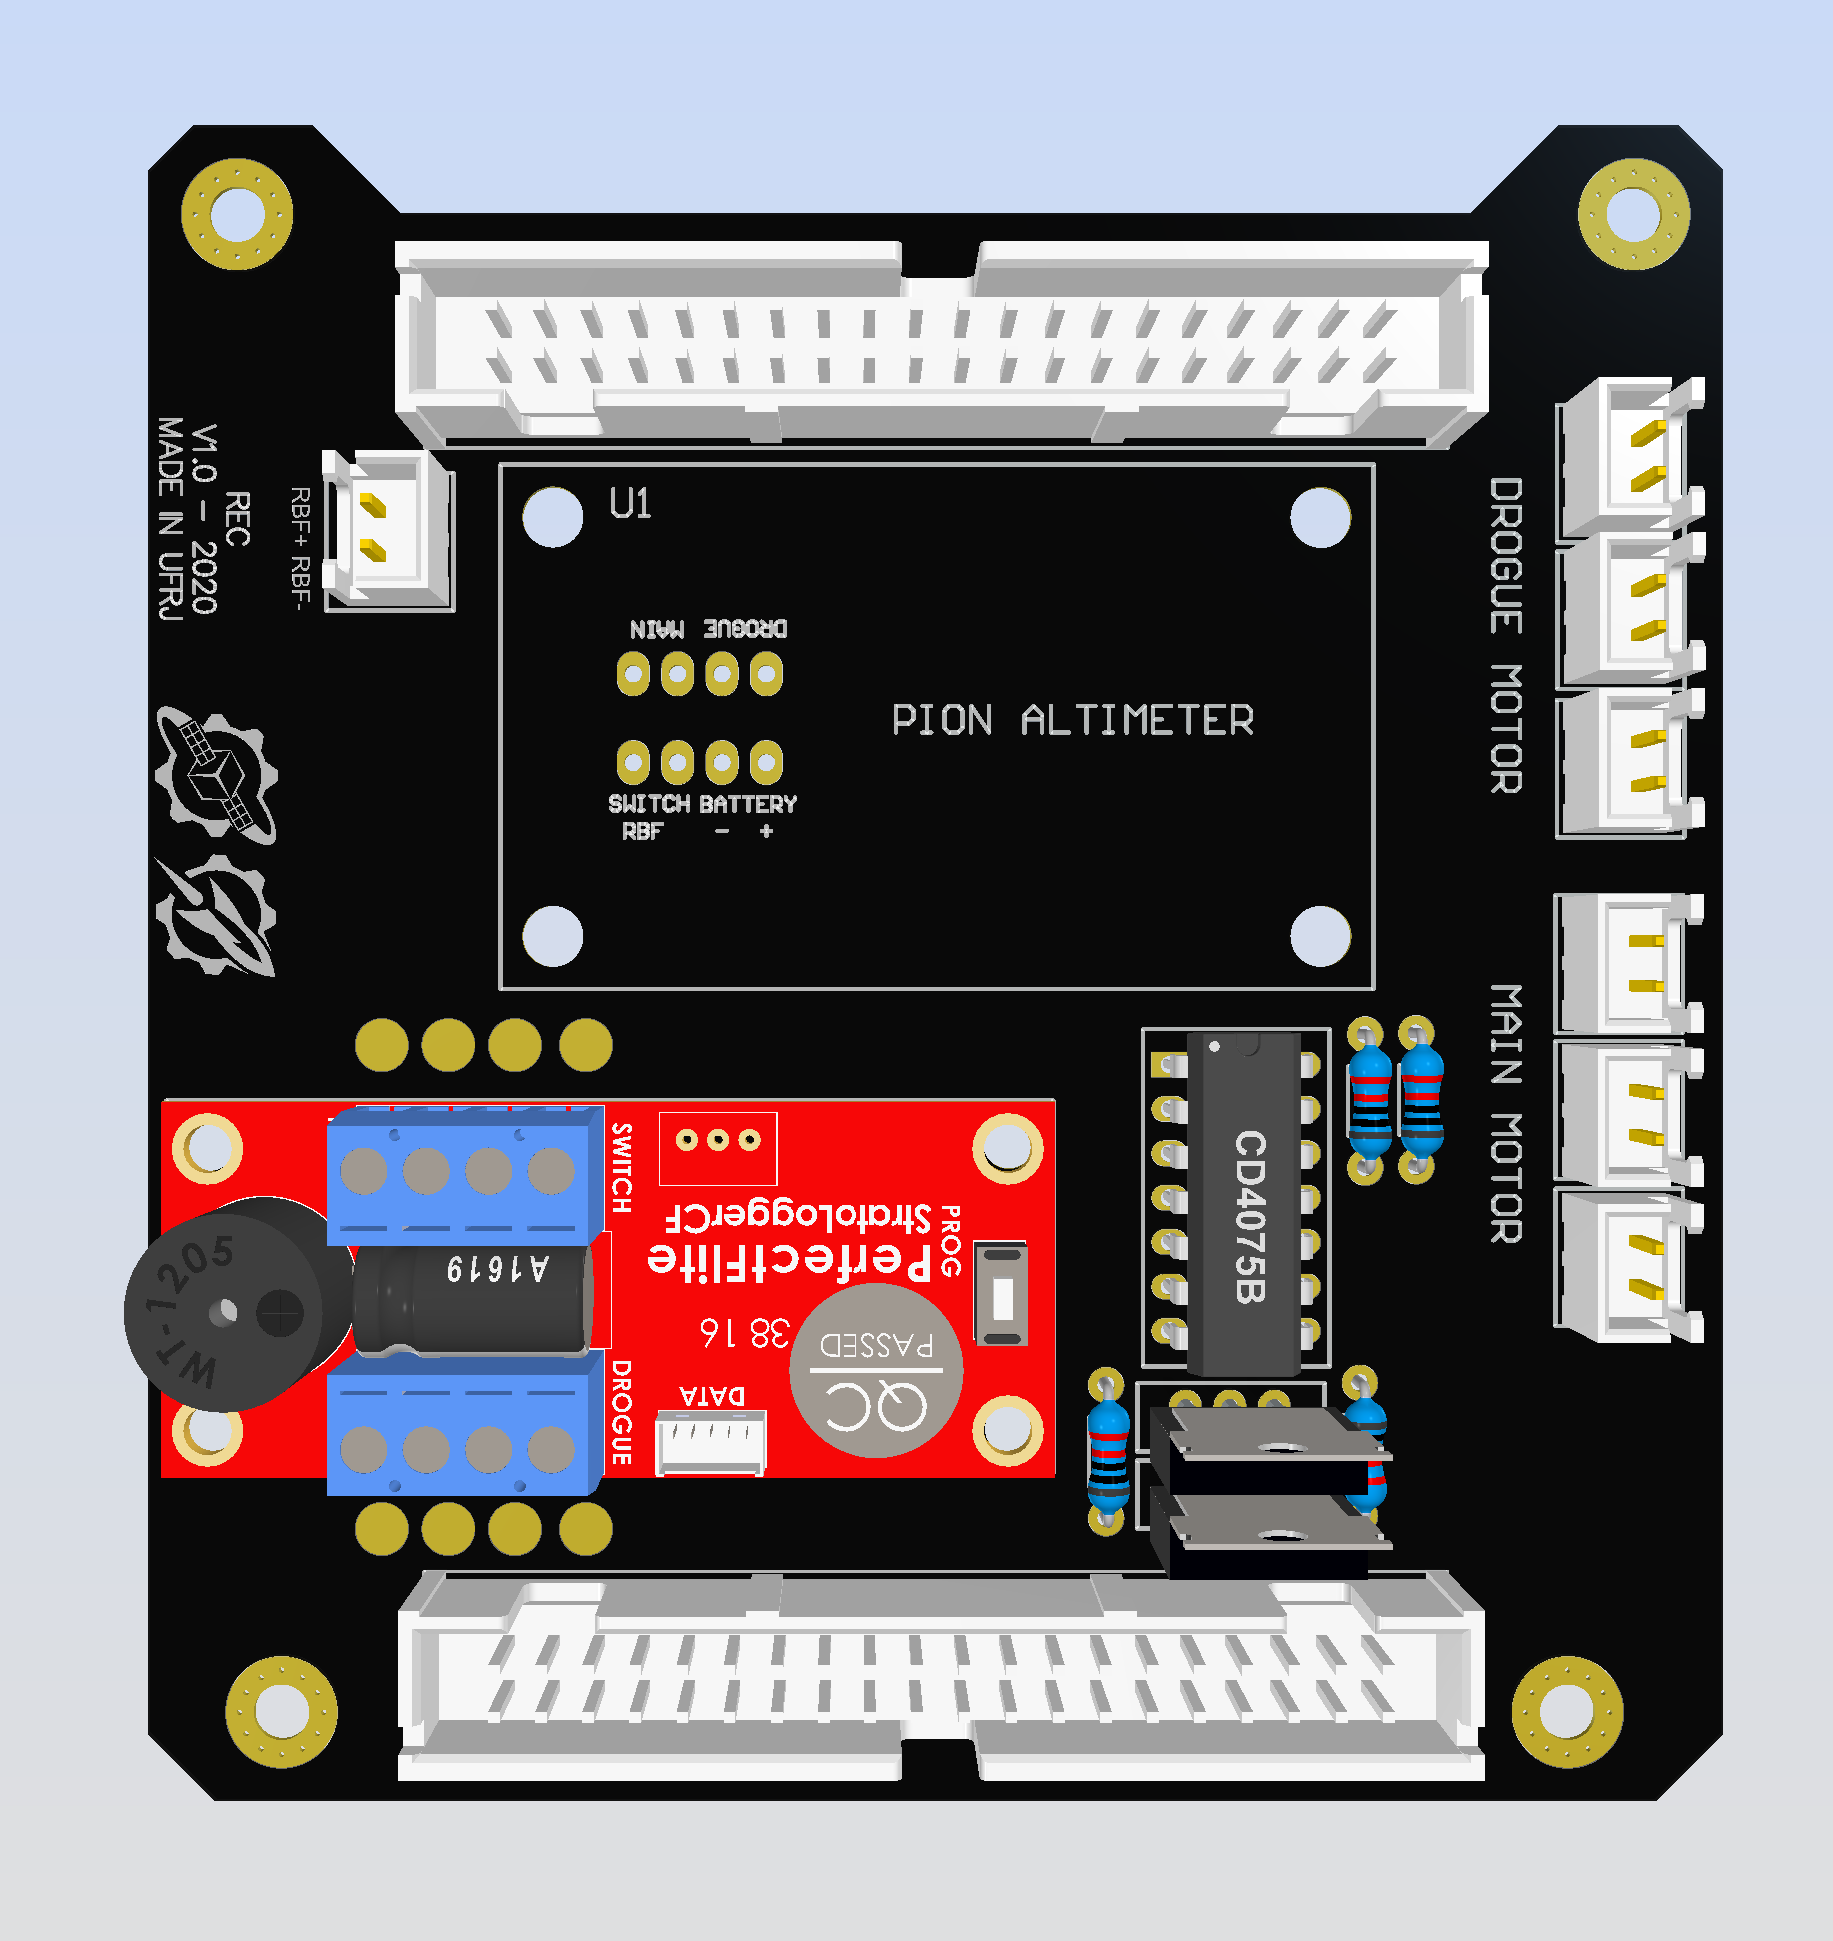 U1
V1.0 - 2020
MADE IN UFRJ
REC
RBF+ RBF-
MAIN DROGUE
PION ALTIMETER
SWITCH BATTERY
RBF - +
DROGUE MOTOR
MAIN MOTOR
SWITCH
StratoLoggerCF
PerfectFlite
PROG
A1619
WT-1205
38 16
PASSED
QC
DATA
DROGUE
CD4075B